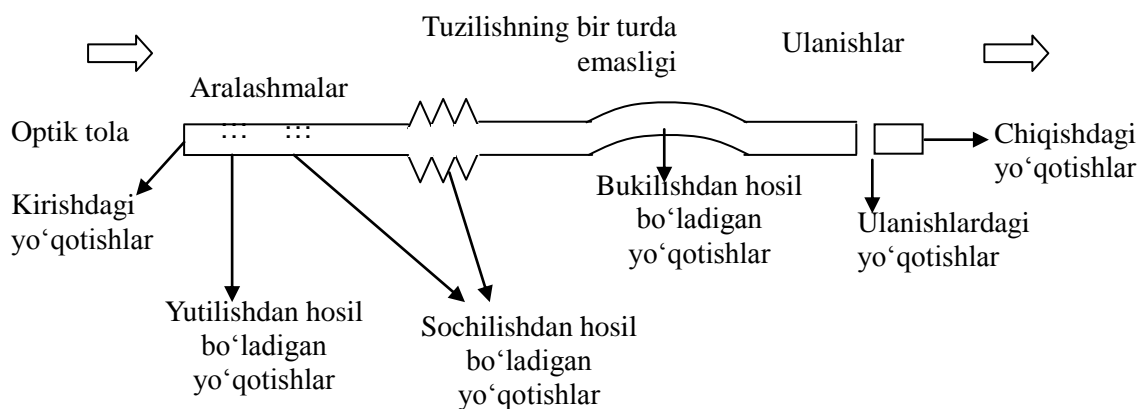 Tuzilishning bir turda
emasligi
Ulanishlar
Aralashmalar
Optik tola
Kirishdagi
yo‘qotishlar
Yutilishdan hosil
bo‘ladigan
yo‘qotishlar
Sochilishdan hosil
bo‘ladigan
yo‘qotishlar
Bukilishdan hosil
bo‘ladigan
yo‘qotishlar
Ulanishlardagi
yo‘qotishlar
Chiqishdagi
yo‘qotishlar